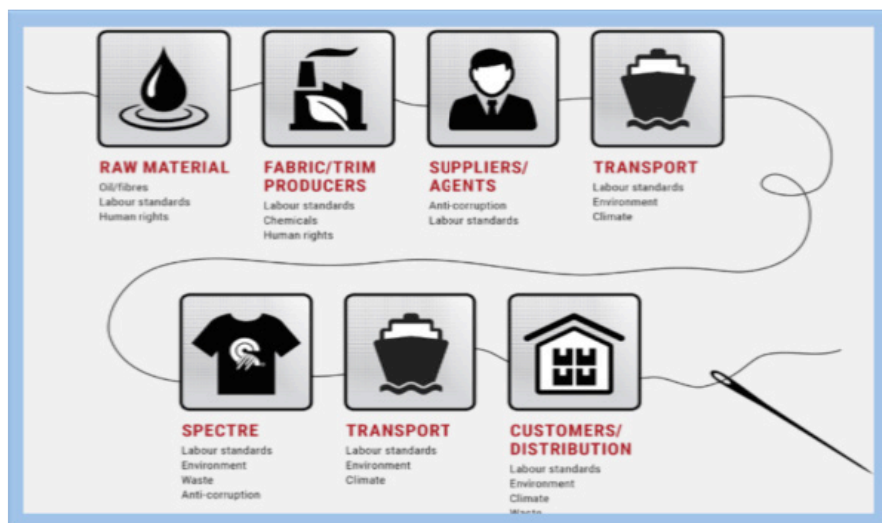 RAW MATERIAL
Oil/fibres
Labour standards
Human rights
FABRIC/TRIM
PRODUCERS
Labour standards
Chemicals
Human rights
SUPPLIERS/
AGENTS
Anti-corruption
Labour standards
TRANSPORT
Labour standards
Environment
Climate
SPECTRE
Labour standards
Environment
Waste
Anti-corruption
TRANSPORT
Labour standards
Environment
Climate
CUSTOMERS/
DISTRIBUTION
Labour standards
Environment
Climate
Waste